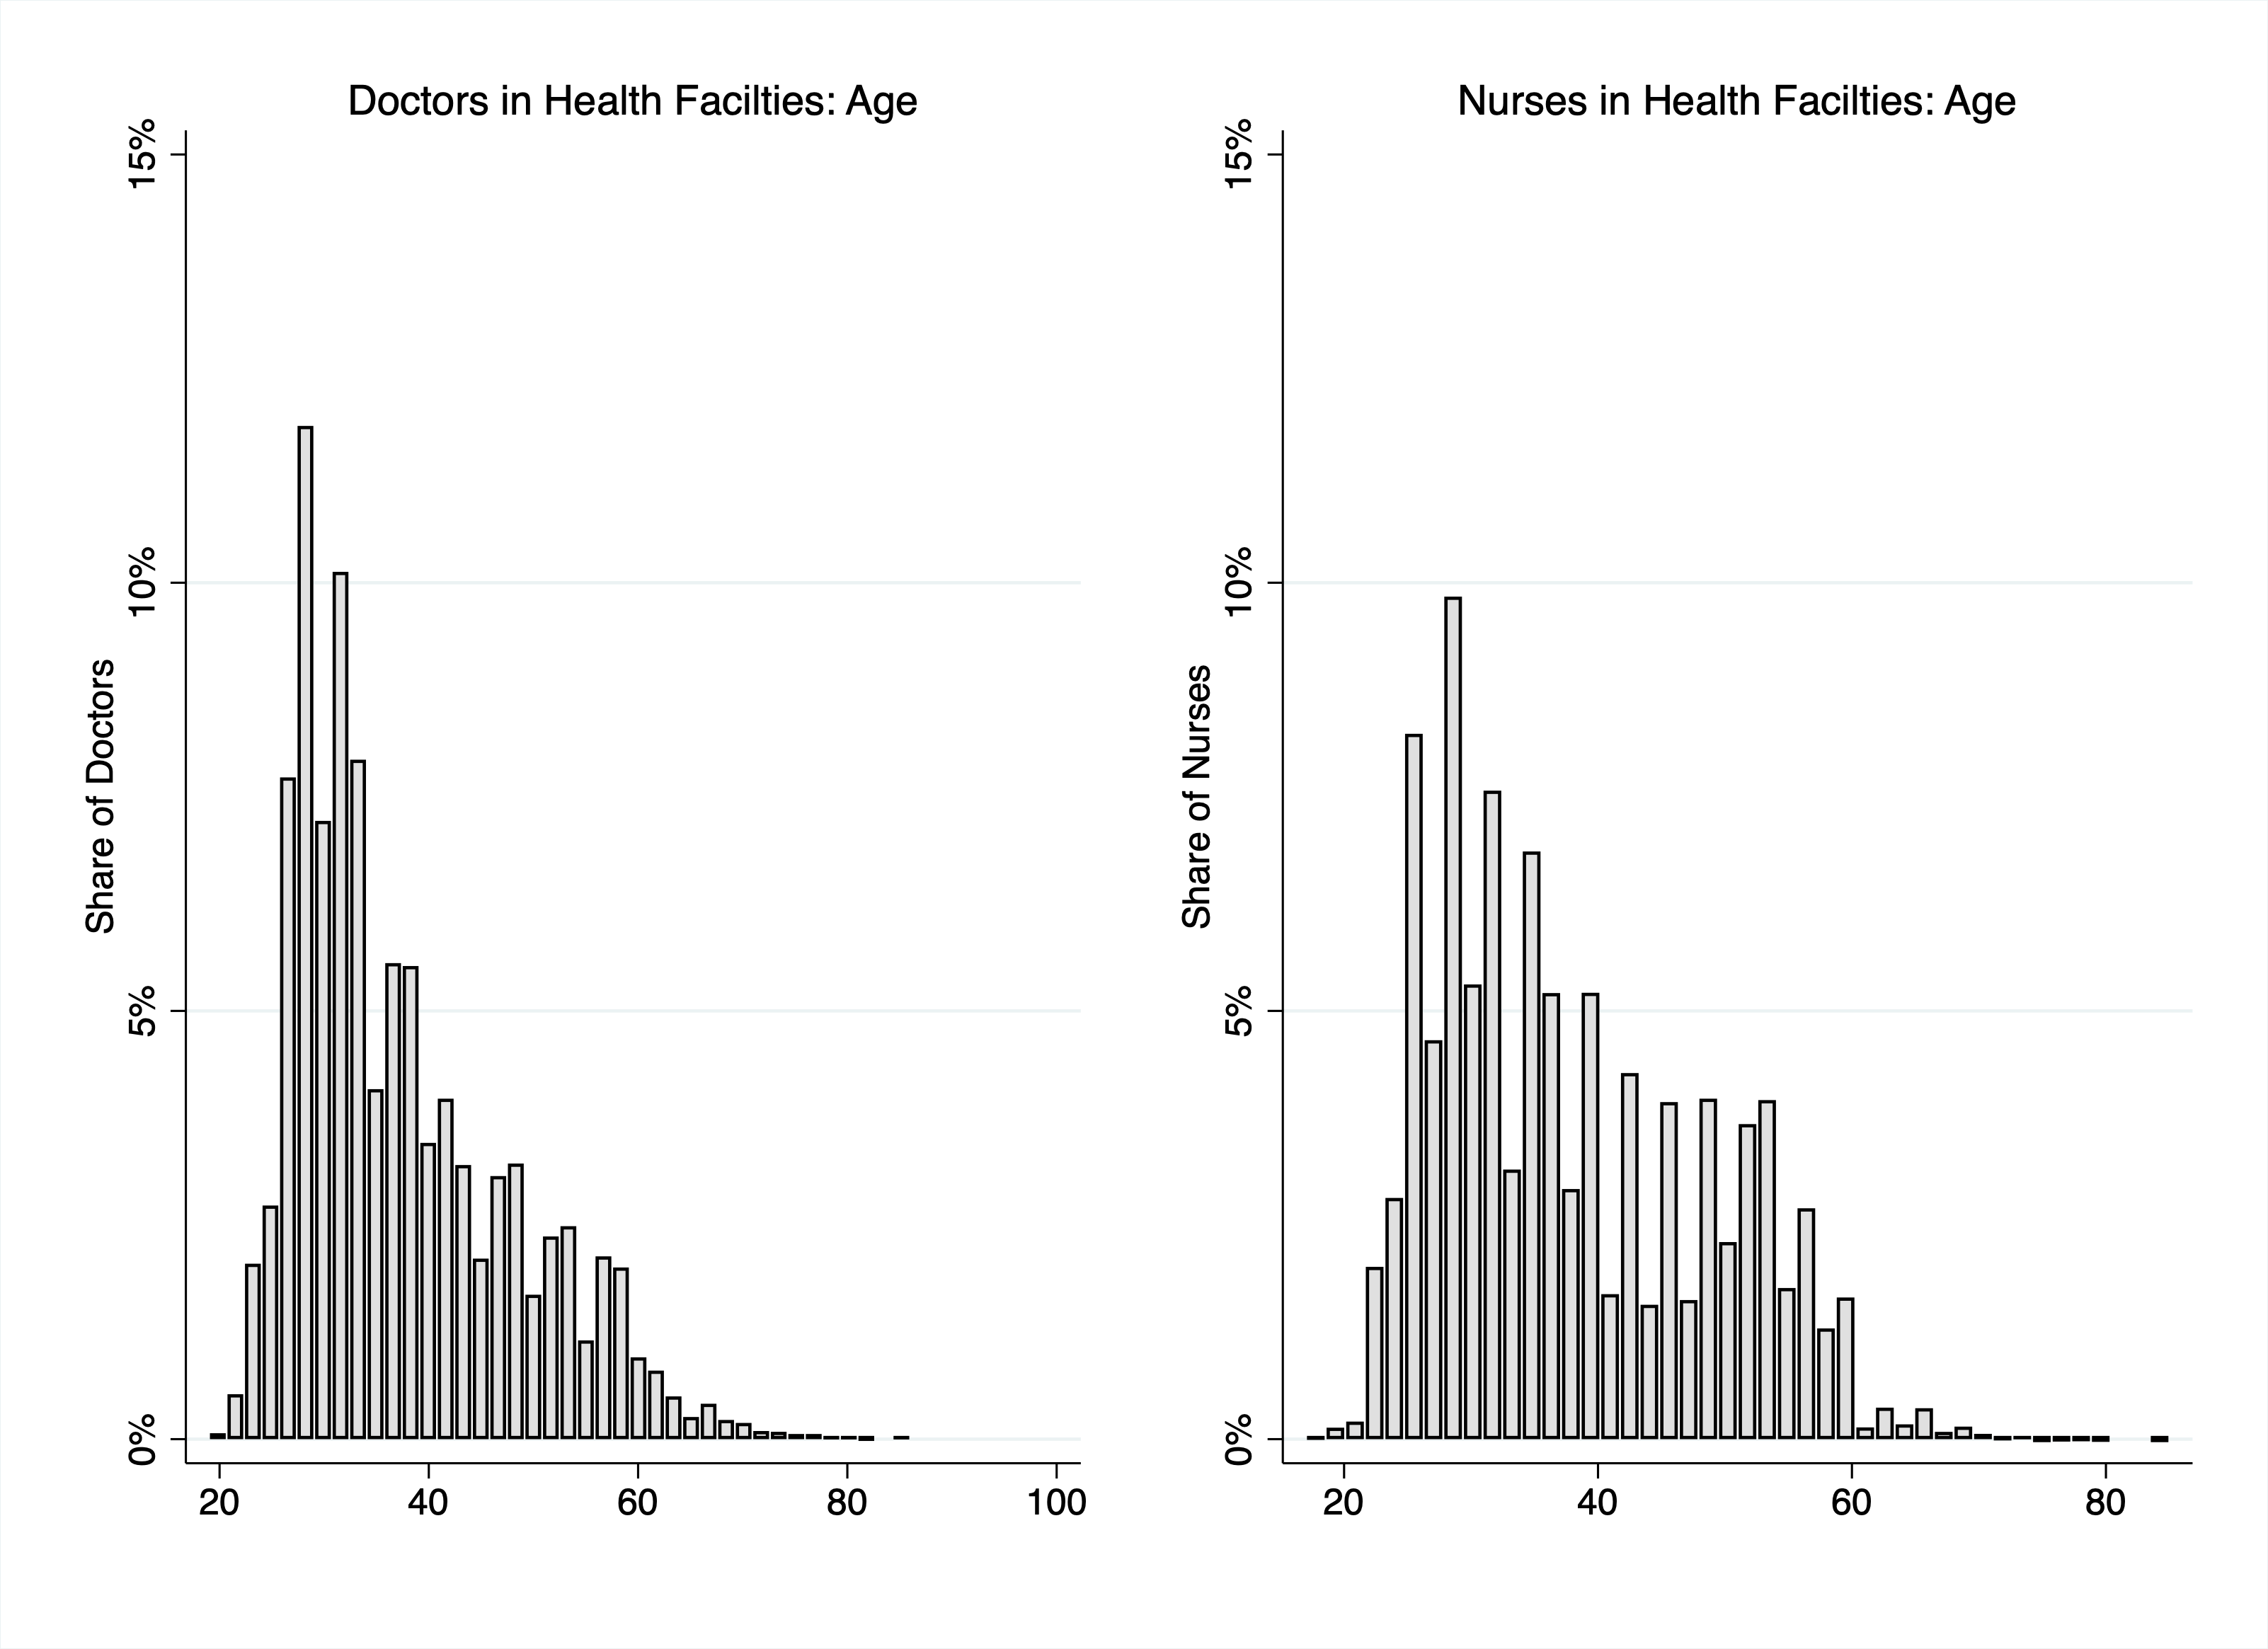 Doctors in Health Facilties: Age
Share of Doctors
15%
10%
5%
0%
20 40 60 80 100
Nurses in Health Facilties: Age
Share of Nurses
15%
10%
5%
0%
20 40 60 80